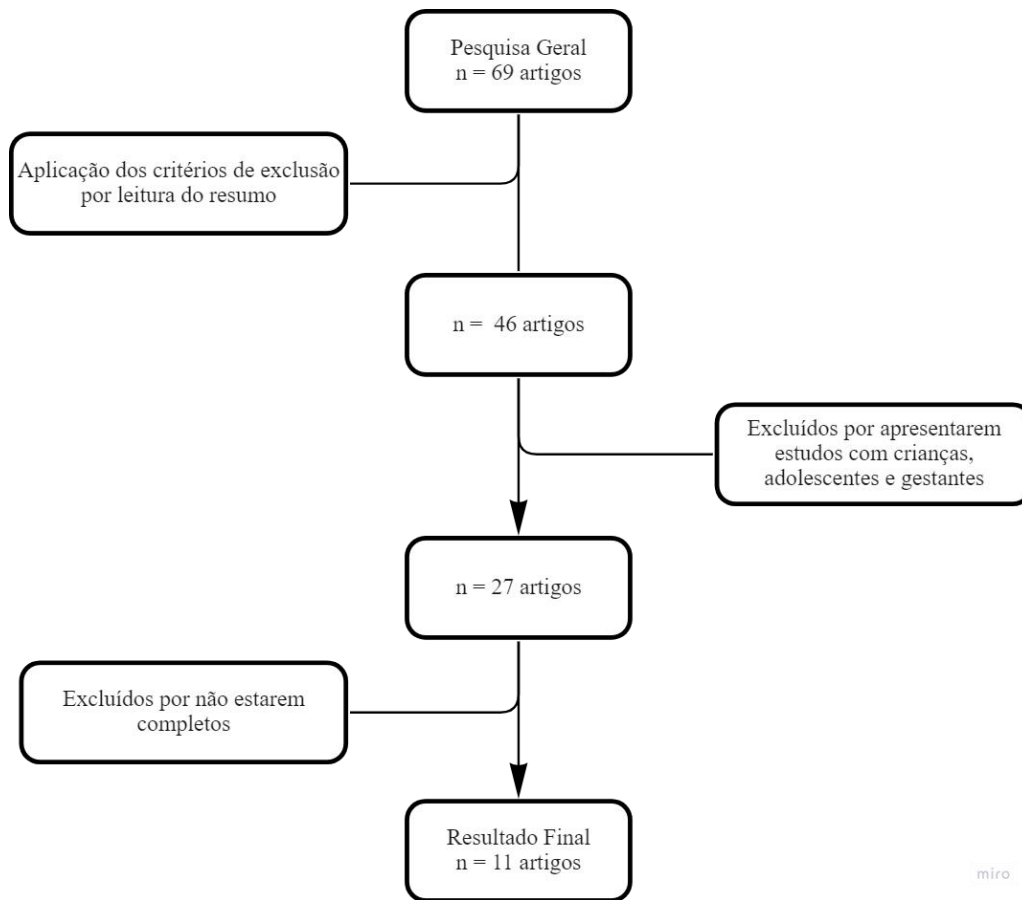 Pesquisa Geral
n = 69 artigos
Aplicação dos critérios de exclusão
por leitura do resumo
n = 46 artigos
Excluídos por apresentarem
estudos com crianças,
adolescentes e gestantes
n = 27 artigos
Excluídos por não estarem
completos
Resultado Final
n = 11 artigos
miro